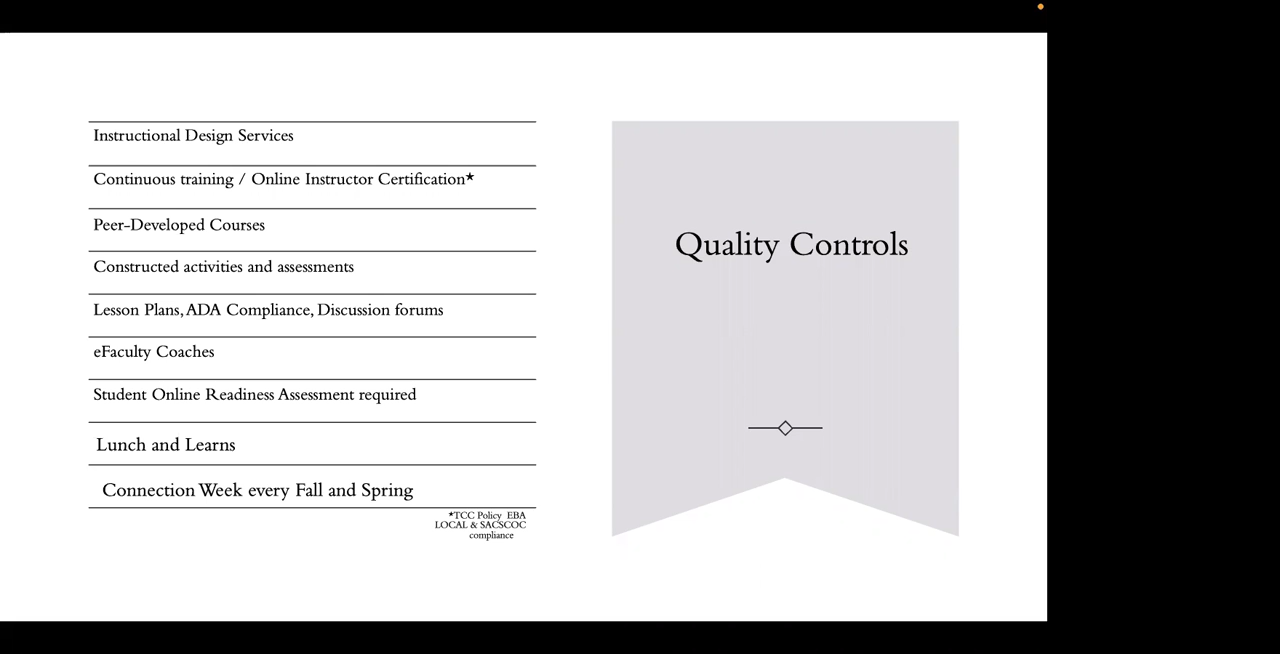 Instructional Design Services
Continuous training / Online Instructor Certification★
Peer-Developed Courses
Constructed activities and assessments
Lesson Plans, ADA Compliance, Discussion forums
eFaculty Coaches
Student Online Readiness Assessment required
Lunch and Learns
Connection Week every Fall and Spring
★TCC Policy EBA
LOCAL & SACSCOC
compliance
Quality Controls